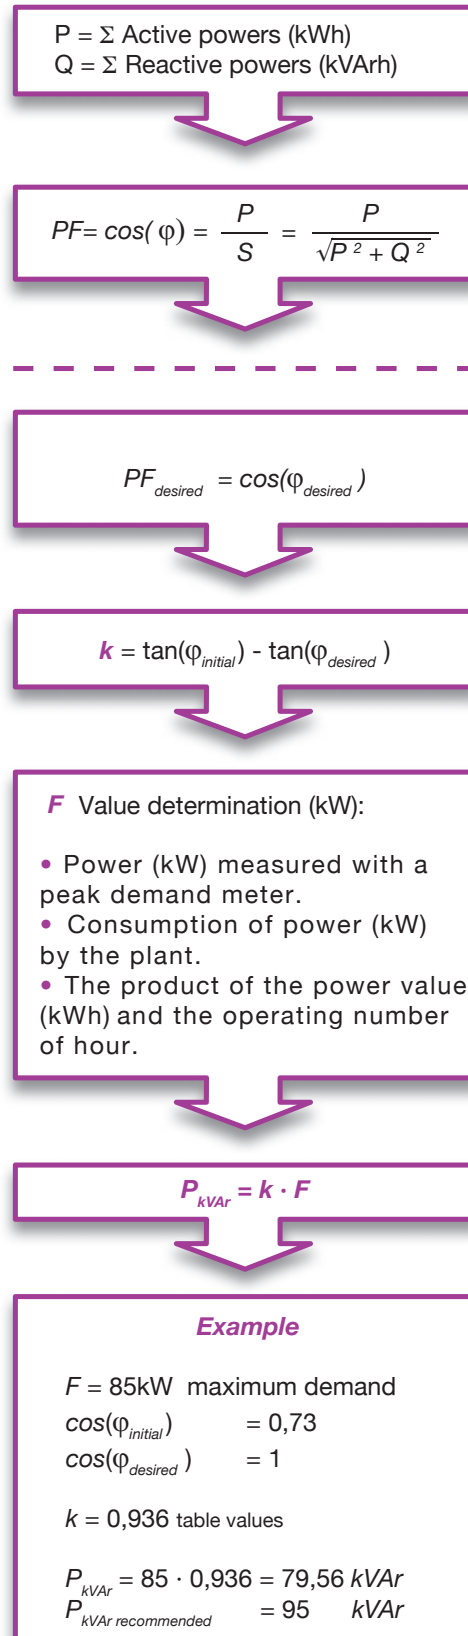 P = Σ Active powers (kWh)
Q = Σ Reactive powers (kVArh)
PF= cos( φ) = P / S = P / √P ² + Q ²
PF desired = cos(φ desired )
k = tan(φ initial) - tan(φ desired )
F Value determination (kW):
• Power (kW) measured with a
peak demand meter.
• Consumption of power (kW)
by the plant.
• The product of the power value
(kWh) and the operating number
of hour.
P kVAr = k · F
Example
F = 85kW maximum demand
cos(φ initial) = 0,73
cos(φ desired ) = 1
k = 0,936 table values
P kVAr = 85 · 0,936 = 79,56 kVAr
P kVAr recommended = 95 kVAr